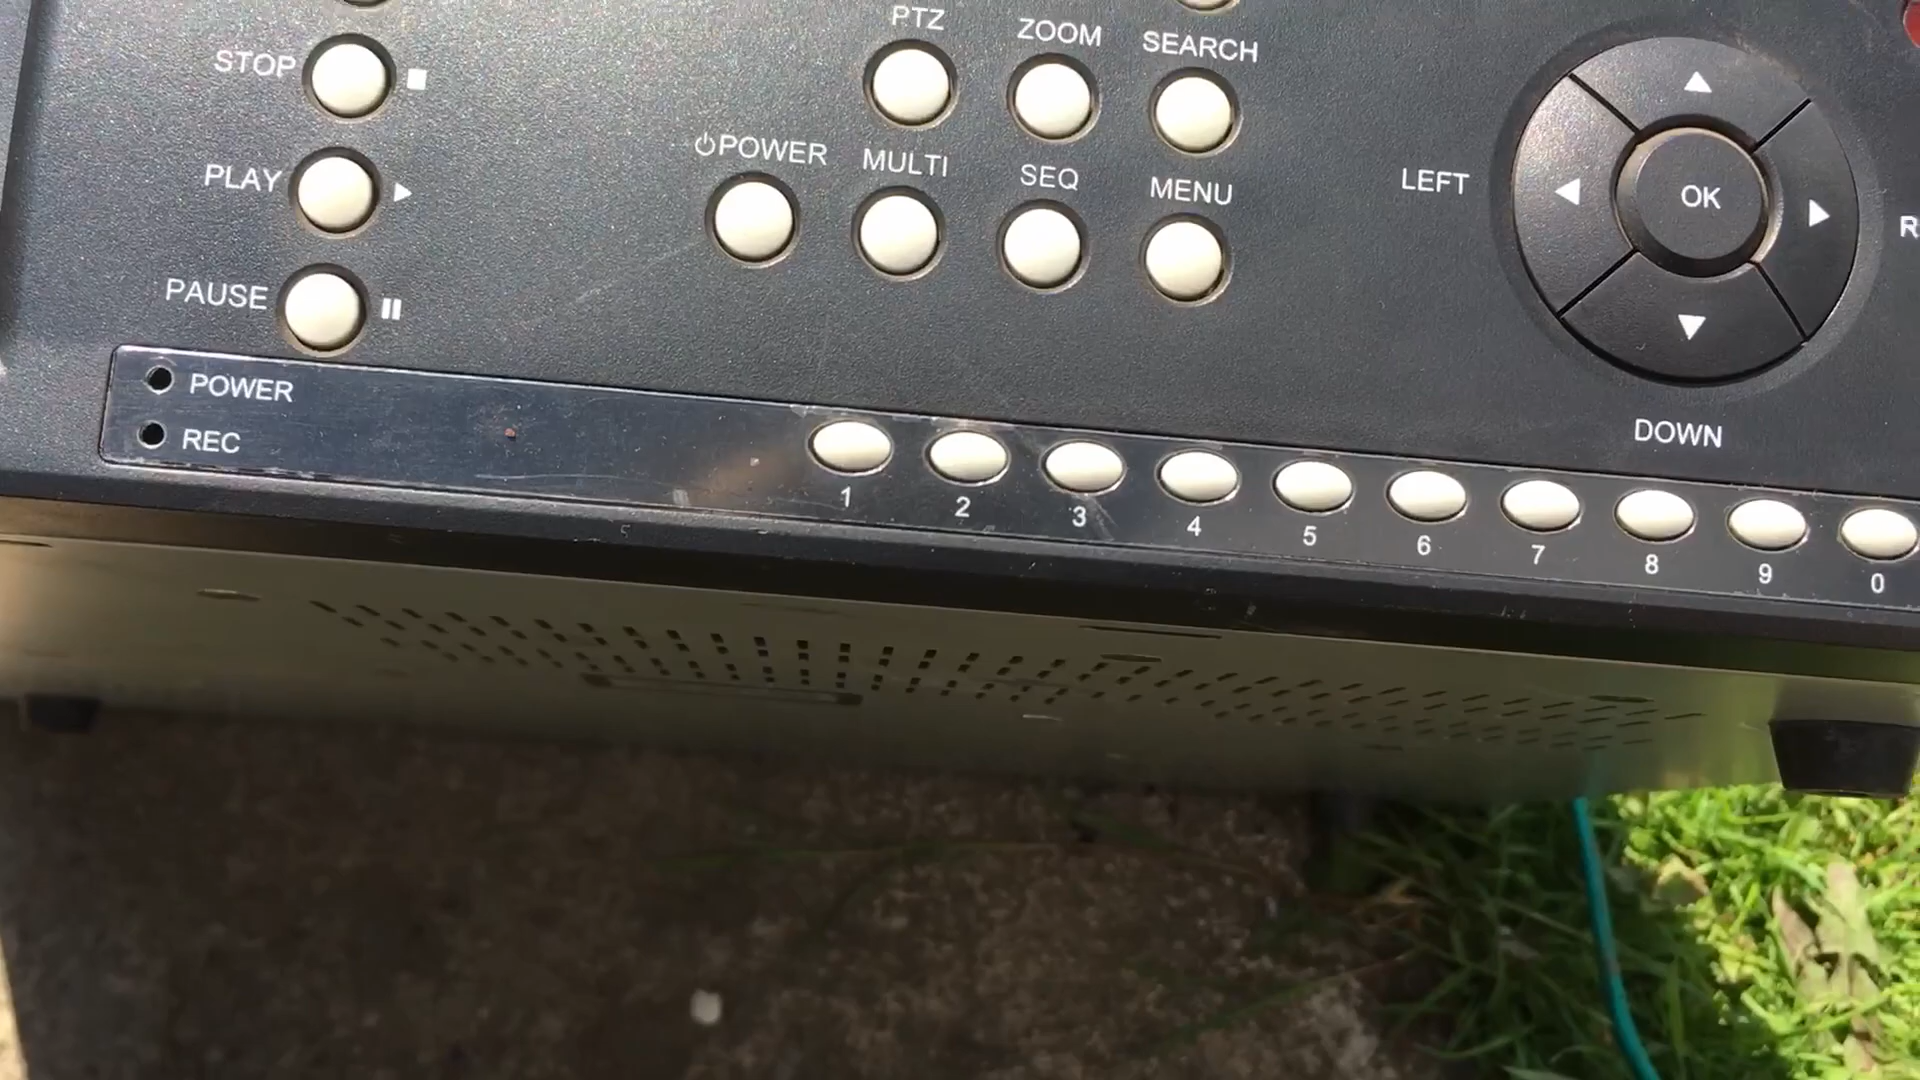 PTZ ZOOM SEARCH
STOP
POWER MULTI SEQ MENU
PLAY
LEFT OK
PAUSE
POWER
REC
DOWN
1 2 3 4 5 6 7 8 9 0